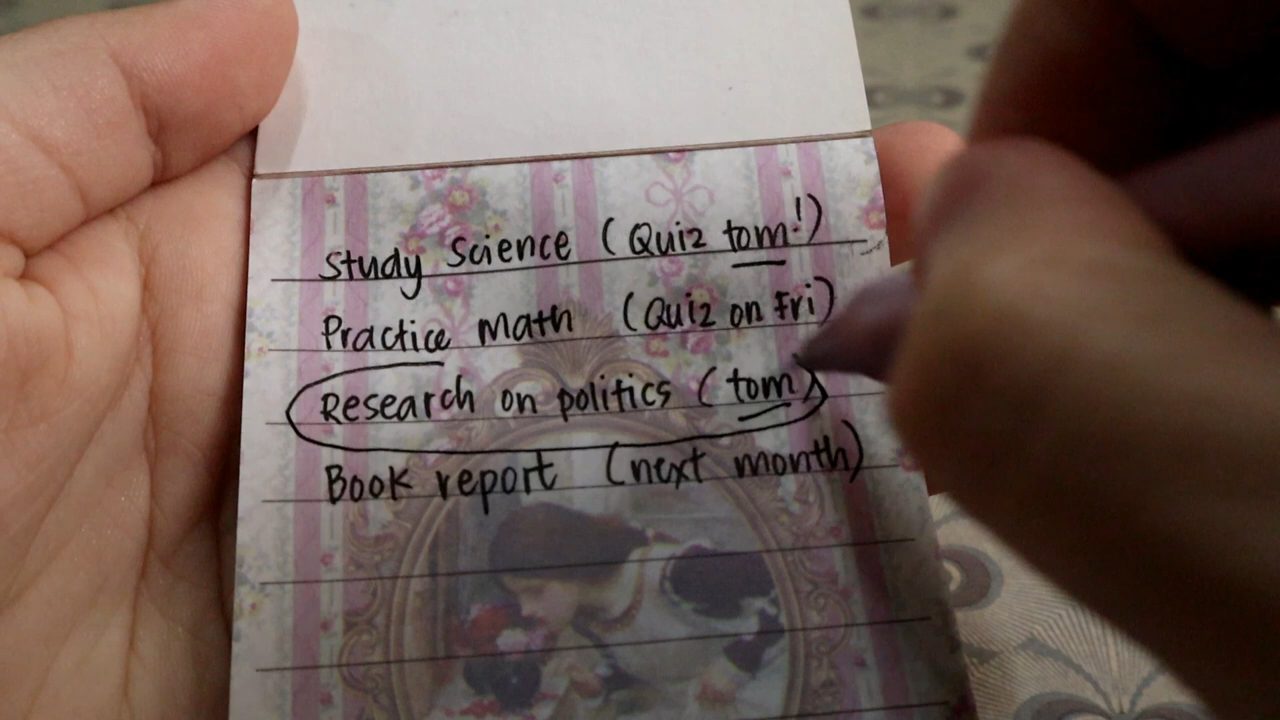 Study Science (Quiz tom!)
Practice Math (Quiz on Fri)
Research on politics (tom)
Book report (next month)